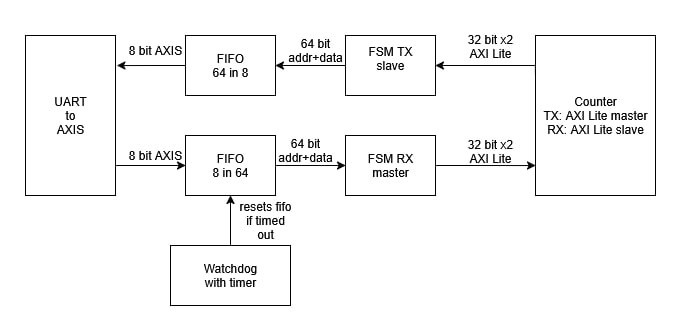 UART
to
AXIS
8 bit AXIS
FIFO
64 in 8
64 bit
addr+data
FSM TX
slave
32 bit x2
AXI Lite
Counter
TX: AXI Lite master
RX: AXI Lite slave
8 bit AXIS
FIFO
8 in 64
64 bit
addr+data
FSM RX
master
32 bit x2
AXI Lite
resets fifo
if timed
out
Watchdog
with timer